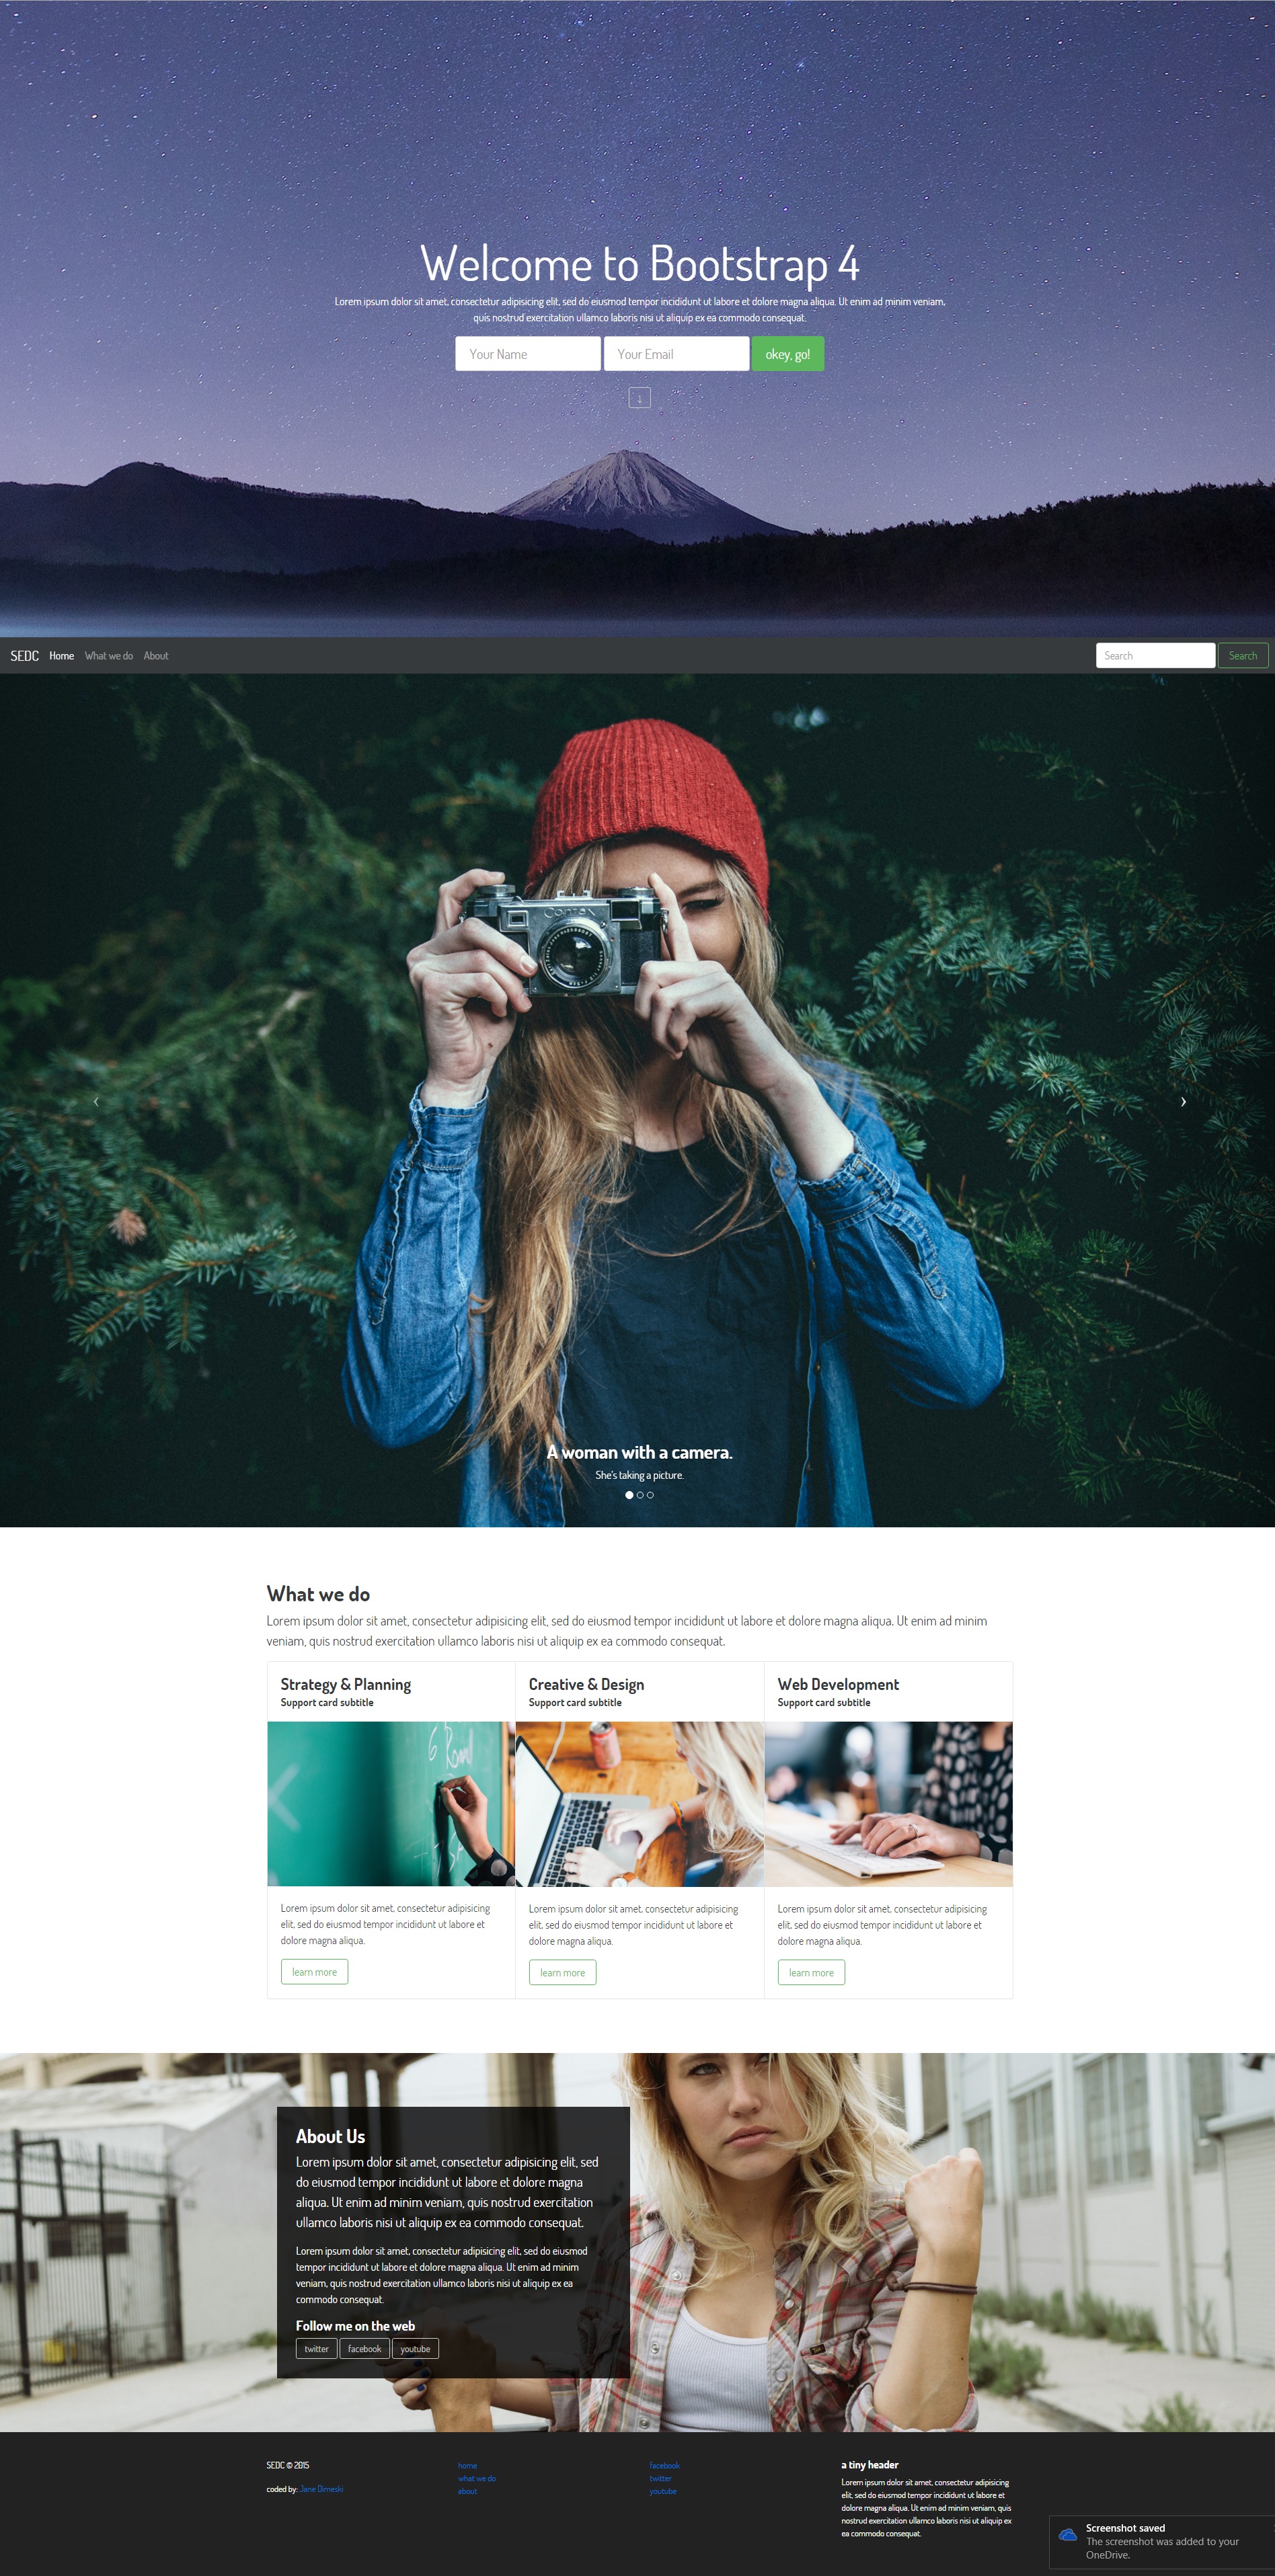 Welcome to Bootstrap 4
Lorem ipsum dolor sit amet, consectetur adipisicing elit, sed do eiusmod tempor incididunt ut labore et dolore magna aliqua. Ut enim ad minim veniam,
quis nostrud exercitation ullamco laboris nisi ut aliquip ex ea commodo consequat.
Your Name Your Email okey, go!
↓
SEDC Home What we do About Search Search
Contax
‹ ›
A woman with a camera.
She's taking a picture.
What we do
Lorem ipsum dolor sit amet, consectetur adipisicing elit, sed do eiusmod tempor incididunt ut labore et dolore magna aliqua. Ut enim ad minim
veniam, quis nostrud exercitation ullamco laboris nisi ut aliquip ex ea commodo consequat.
Strategy & Planning
Support card subtitle
Lorem ipsum dolor sit amet, consectetur adipisicing
elit, sed do eiusmod tempor incididunt ut labore et
dolore magna aliqua.
learn more
Creative & Design
Support card subtitle
Lorem ipsum dolor sit amet, consectetur adipisicing
elit, sed do eiusmod tempor incididunt ut labore et
dolore magna aliqua.
learn more
Web Development
Support card subtitle
Lorem ipsum dolor sit amet, consectetur adipisicing
elit, sed do eiusmod tempor incididunt ut labore et
dolore magna aliqua.
learn more
About Us
Lorem ipsum dolor sit amet, consectetur adipisicing elit, sed
do eiusmod tempor incididunt ut labore et dolore magna
aliqua. Ut enim ad minim veniam, quis nostrud exercitation
ullamco laboris nisi ut aliquip ex ea commodo consequat.
Lorem ipsum dolor sit amet, consectetur adipisicing elit, sed do eiusmod
tempor incididunt ut labore et dolore magna aliqua. Ut enim ad minim
veniam, quis nostrud exercitation ullamco laboris nisi ut aliquip ex ea
commodo consequat.
Follow me on the web
twitter facebook youtube
SEDC © 2015
coded by: Jane Dimeski
home
what we do
about
facebook
twitter
youtube
a tiny header
Lorem ipsum dolor sit amet, consectetur adipisicing
elit, sed do eiusmod tempor incididunt ut labore et
dolore magna aliqua. Ut enim ad minim veniam, quis
nostrud exercitation ullamco laboris nisi ut aliquip ex
ea commodo consequat.
Screenshot saved
The screenshot was added to your
OneDrive.